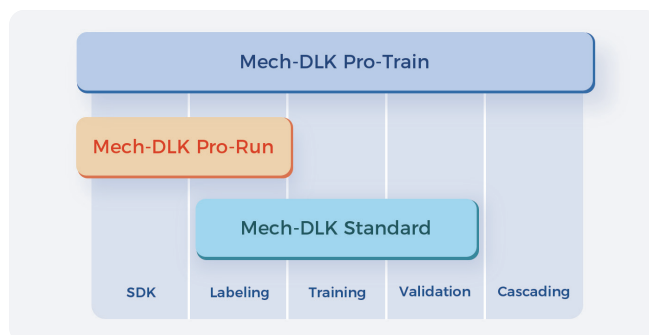 Mech-DLK Pro-Train
Mech-DLK Pro-Run
Mech-DLK Standard
SDK Labeling Training Validation Cascading